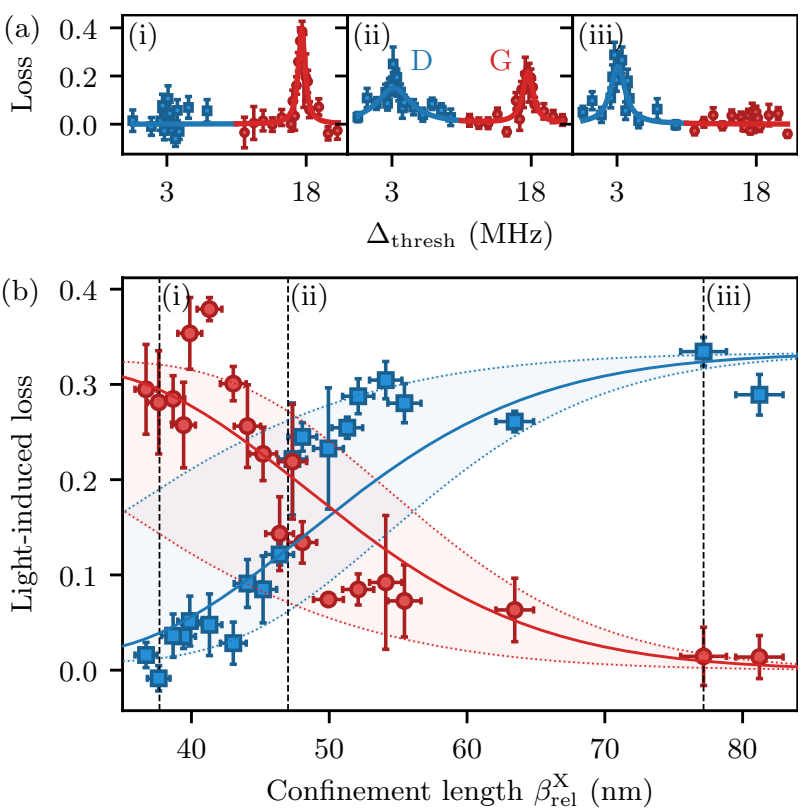 (a)
(i) (ii) (iii)
D G
Loss
0.4
0.2
0.0
3 18 3 18 3 18
Δthresh (MHz)
(b)
(i) (ii) (iii)
Light-induced loss
0.4
0.3
0.2
0.1
0.0
40 50 60 70 80
Confinement length β^X_rel (nm)